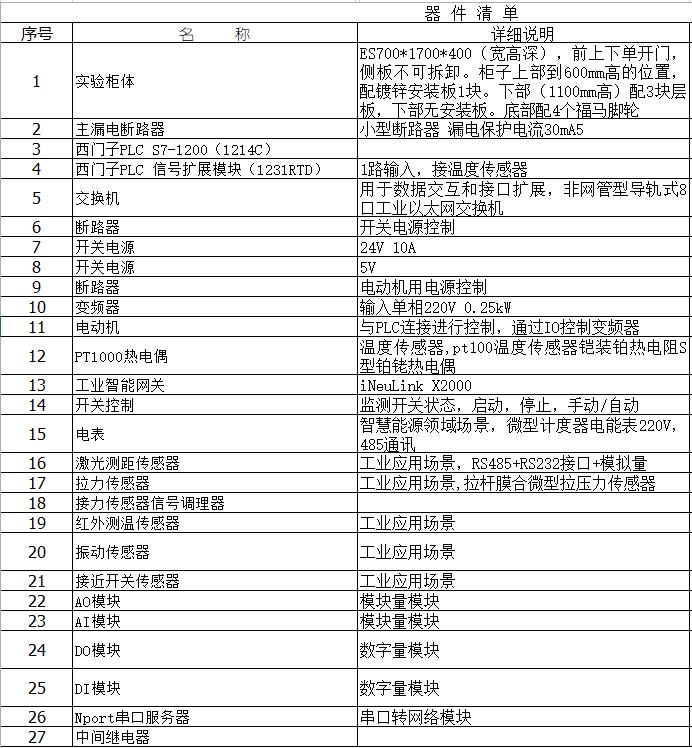 器 件 清 单
序号 名 称 详细说明
1 实验柜体 ES700*1700*400（宽高深），前上下单开门，
侧板不可拆卸。柜子上部到600mm高的位置，
配镀锌安装板1块。下部（1100mm高）配3块层
板，下部无安装板。底部配4个福马脚轮
2 主漏电断路器 小型断路器 漏电保护电流30mA5
3 西门子PLC S7-1200（1214C）
4 西门子PLC 信号扩展模块（1231RTD） 1路输入，接温度传感器
5 交换机 用于数据交互和接口扩展，非网管型导轨式8
口工业以太网交换机
6 断路器 开关电源控制
7 开关电源 24V 10A
8 开关电源 5V
9 断路器 电动机用电源控制
10 变频器 输入单相220V 0.25kW
11 电动机 与PLC连接进行控制，通过IO控制变频器
12 PT1000热电偶 温度传感器,pt100温度传感器铠装铂热电阻S
型铂铑热电偶
13 工业智能网关 iNeuLink X2000
14 开关控制 监测开关状态，启动，停止，手动/自动
15 电表 智慧能源领域场景，微型计度器电能表220V，
485通讯
16 激光测距传感器 工业应用场景，RS485+RS232接口+模拟量
17 拉力传感器 工业应用场景,拉杆膜合微型拉压力传感器
18 接力传感器信号调理器
19 红外测温传感器 工业应用场景
20 振动传感器 工业应用场景
21 接近开关传感器 工业应用场景
22 AO模块 模块量模块
23 AI模块 模块量模块
24 DO模块 数字量模块
25 DI模块 数字量模块
26 Nport串口服务器 串口转网络模块
27 中间继电器